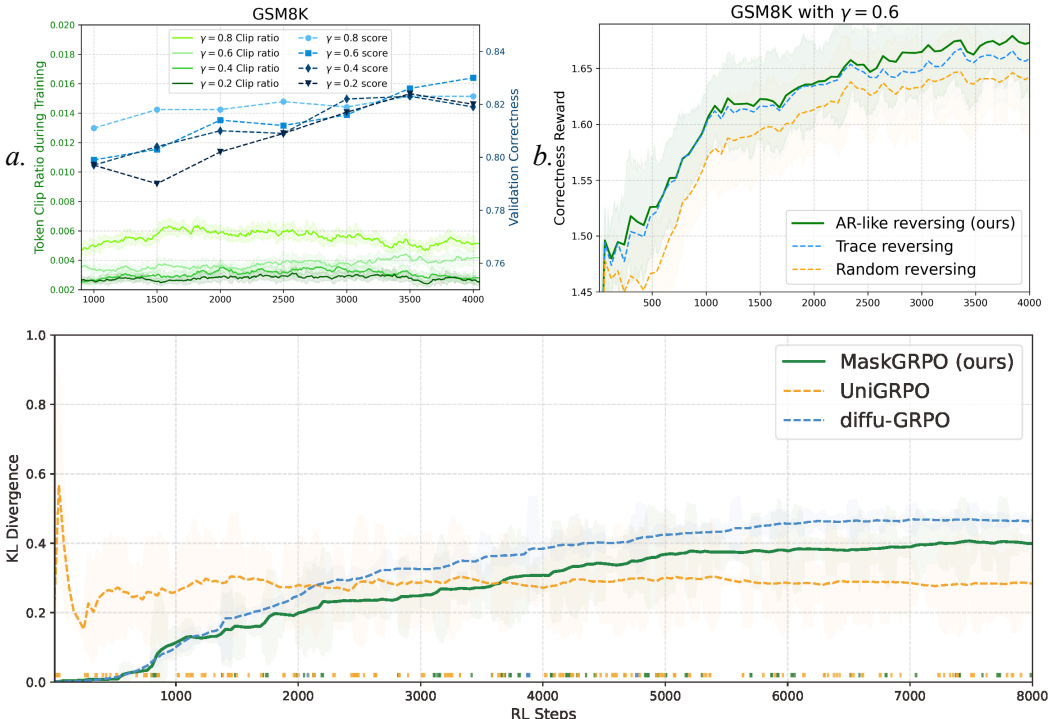 GSM8K
Token Clip Ratio during Training
0.020
0.018
0.016
0.014
0.012
0.010
0.008
0.006
0.004
0.002
γ = 0.8 Clip ratio
γ = 0.6 Clip ratio
γ = 0.4 Clip ratio
γ = 0.2 Clip ratio
γ = 0.8 score
γ = 0.6 score
γ = 0.4 score
γ = 0.2 score
0.84
0.82
0.80
0.78
0.76
Validation Correctness
1000 1500 2000 2500 3000 3500 4000
a.
GSM8K with γ = 0.6
b.
Correctness Reward
1.65
1.60
1.55
1.50
1.45
AR-like reversing (ours)
Trace reversing
Random reversing
500 1000 1500 2000 2500 3000 3500 4000
KL Divergence
1.0
0.8
0.6
0.4
0.2
0.0
MaskGRPO (ours)
UniGRPO
diffu-GRPO
1000 2000 3000 4000 5000 6000 7000 8000
RL Steps